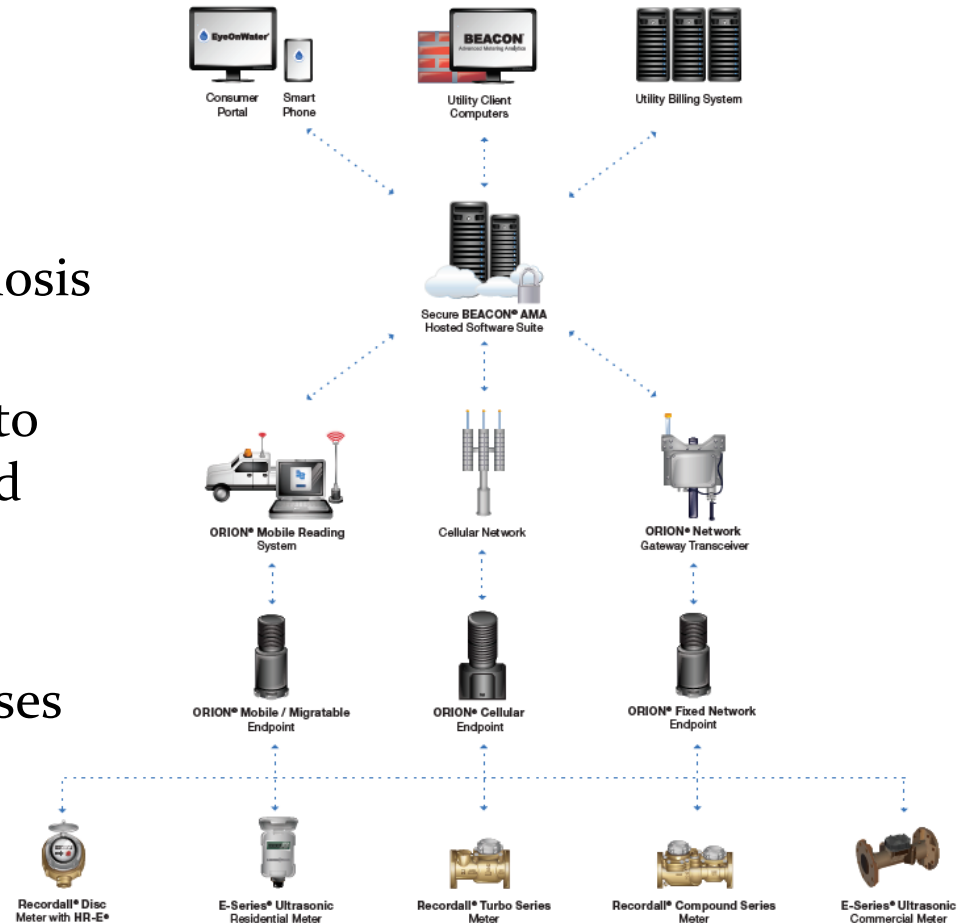 EyeOnWater®
BEACON®
Advanced Metering Analytics
Consumer
Portal
Smart
Phone
Utility Client
Computers
Utility Billing System
Secure BEACON® AMA
Hosted Software Suite
to
ses
ORION® Mobile Reading
System
Cellular Network
ORION® Network
Gateway Transceiver
ORION® Mobile / Migratable
Endpoint
ORION® Cellular
Endpoint
ORION® Fixed Network
Endpoint
Recordall® Disc
Meter with HR-E®
E-Series® Ultrasonic
Residential Meter
Recordall® Turbo Series
Meter
Recordall® Compound Series
Meter
E-Series® Ultrasonic
Commercial Meter